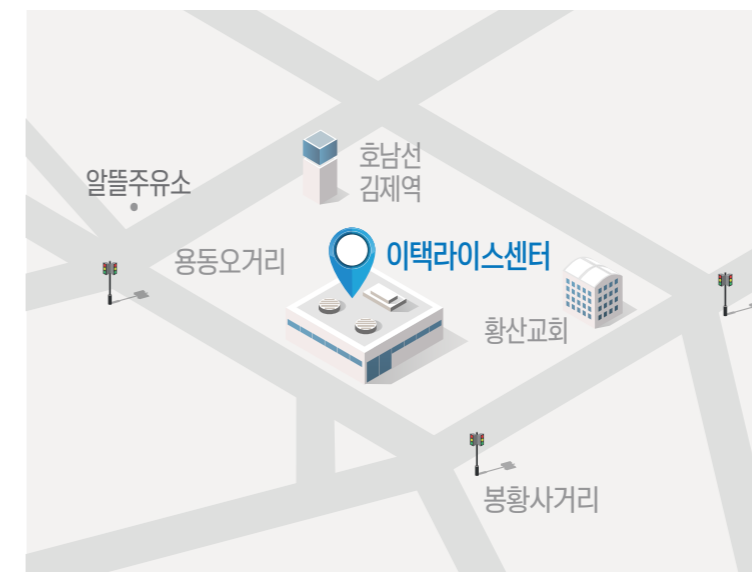 호남선
김제역
알뜰주유소
용동오거리
이택라이스센터
황산교회
봉황사거리